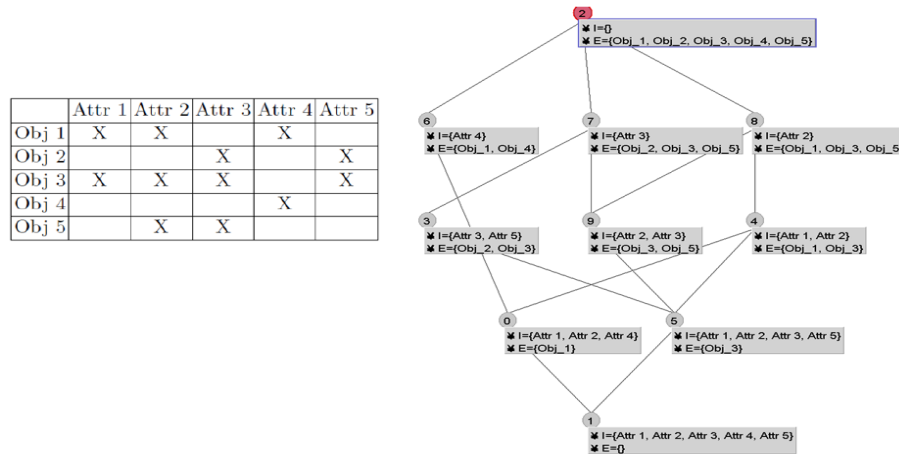 Attr 1 Attr 2 Attr 3 Attr 4 Attr 5
Obj 1 X X X
Obj 2 X X
Obj 3 X X X X
Obj 4 X
Obj 5 X X
2
I={}
E={Obj_1, Obj_2, Obj_3, Obj_4, Obj_5}
6
I={Attr 4}
E={Obj_1, Obj_4}
7
I={Attr 3}
E={Obj_2, Obj_3, Obj_5}
8
I={Attr 2}
E={Obj_1, Obj_3, Obj_5
3
I={Attr 3, Attr 5}
E={Obj_2, Obj_3}
9
I={Attr 2, Attr 3}
E={Obj_3, Obj_5}
4
I={Attr 1, Attr 2}
E={Obj_1, Obj_3}
0
I={Attr 1, Attr 2, Attr 4}
E={Obj_1}
5
I={Attr 1, Attr 2, Attr 3, Attr 5}
E={Obj_3}
1
I={Attr 1, Attr 2, Attr 3, Attr 4, Attr 5}
E={}